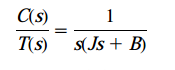 C(s)/T(s) = 1/s(Js + B)